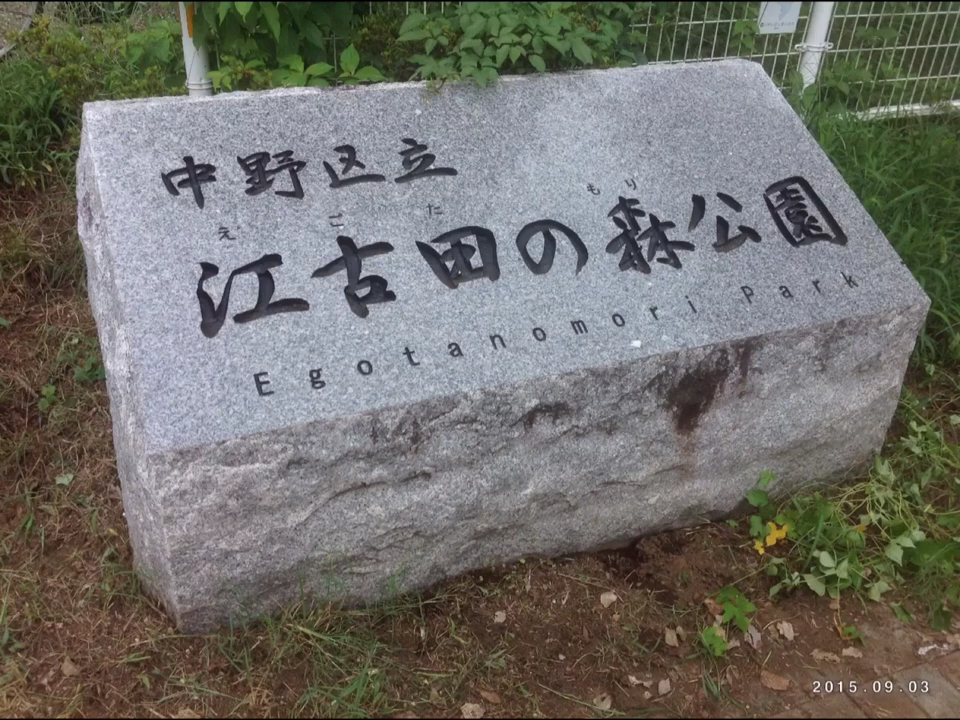 中野区立
え ご た もり
江古田の森公園
Egotanomori Park
2015.09.03